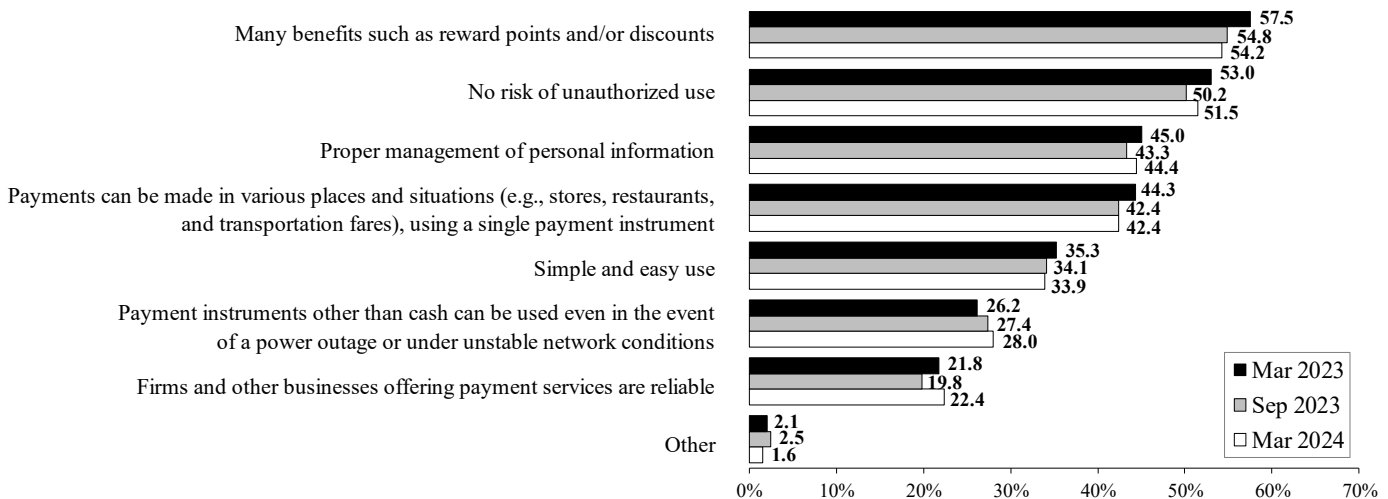 Many benefits such as reward points and/or discounts
57.5
54.8
54.2
No risk of unauthorized use
53.0
50.2
51.5
Proper management of personal information
45.0
43.3
44.4
Payments can be made in various places and situations (e.g., stores, restaurants,
and transportation fares), using a single payment instrument
44.3
42.4
42.4
Simple and easy use
35.3
34.1
33.9
Payment instruments other than cash can be used even in the event
of a power outage or under unstable network conditions
26.2
27.4
28.0
Firms and other businesses offering payment services are reliable
21.8
19.8
22.4
Other
2.1
2.5
1.6
Mar 2023
Sep 2023
Mar 2024
0% 10% 20% 30% 40% 50% 60% 70%